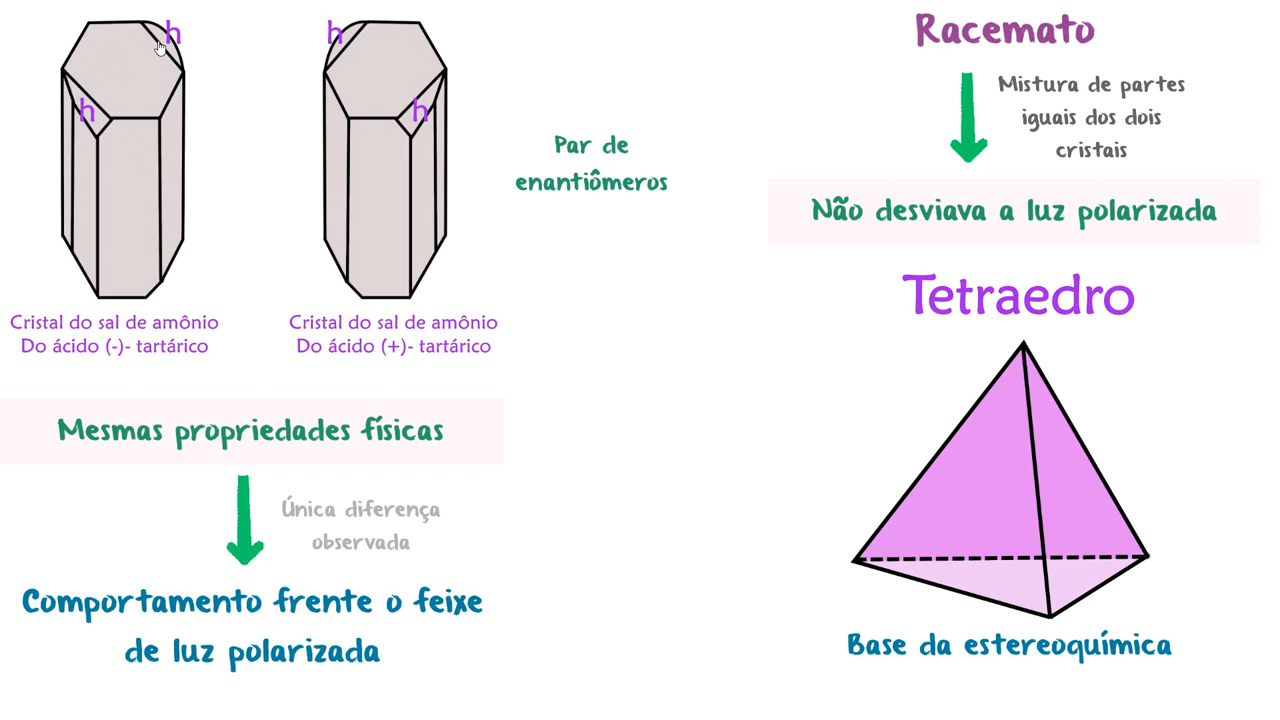 h
h
h
h
Cristal do sal de amônio
Do ácido (-)- tartárico
Cristal do sal de amônio
Do ácido (+)- tartárico
Par de
enantiômeros
Mesmas propriedades físicas
Única diferença
observada
Comportamento frente o feixe
de luz polarizada
Racemato
Mistura de partes
iguais dos dois
cristais
Não desviava a luz polarizada
Tetraedro
Base da estereoquímica